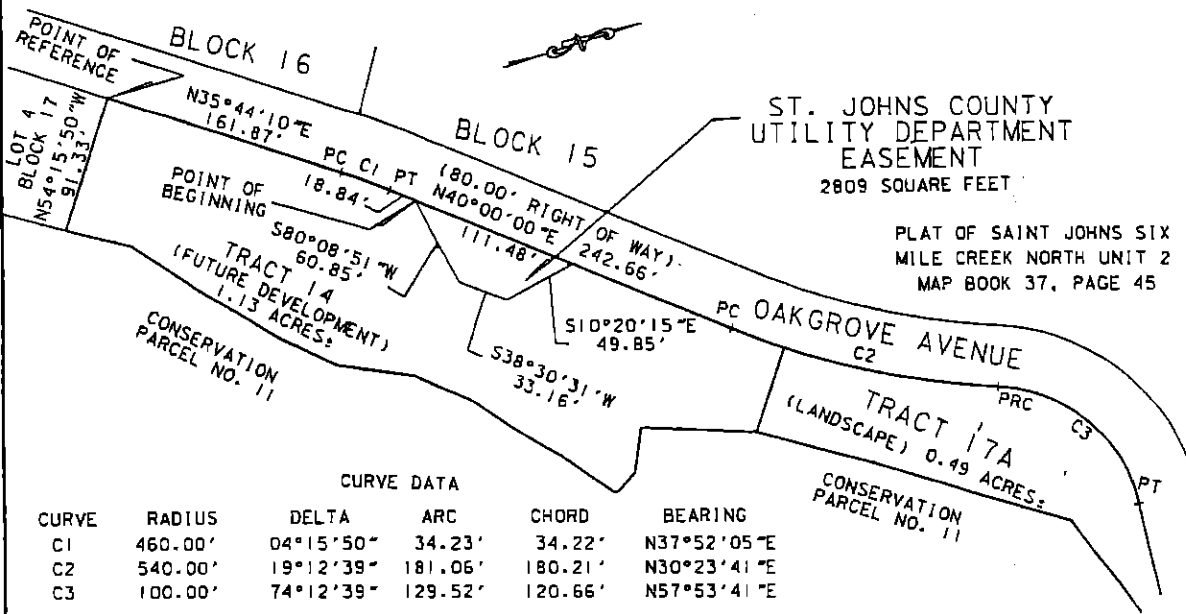 BLOCK 16
POINT OF
REFERENCE
N35°44'10"E
161.87'
LOT 4
BLOCK 17
N54°15'50"W
91.33'
BLOCK 15
ST. JOHNS COUNTY
UTILITY DEPARTMENT
EASEMENT
2809 SQUARE FEET
PLAT OF SAINT JOHNS SIX
MILE CREEK NORTH UNIT 2
MAP BOOK 37, PAGE 45
PC C1 PT
18.84'
(80.00' RIGHT OF WAY)
N40°00'00"E 242.66'
111.48'
POINT OF
BEGINNING
S80°08'51"W
60.85'
TRACT 14
(FUTURE DEVELOPMENT)
1.13 ACRES±
CONSERVATION
PARCEL NO. 11
S38°30'31"W
33.16'
S10°20'15"E
49.85'
PC OAKGROVE AVENUE
C2
PRC
C3
PT
TRACT 17A
(LANDSCAPE) 0.49 ACRES±
CONSERVATION
PARCEL NO. 11
CURVE DATA
CURVE RADIUS DELTA ARC CHORD BEARING
C1 460.00' 04°15'50" 34.23' 34.22' N37°52'05"E
C2 540.00' 19°12'39" 181.06' 180.21' N30°23'41"E
C3 100.00' 74°12'39" 129.52' 120.66' N57°53'41"E